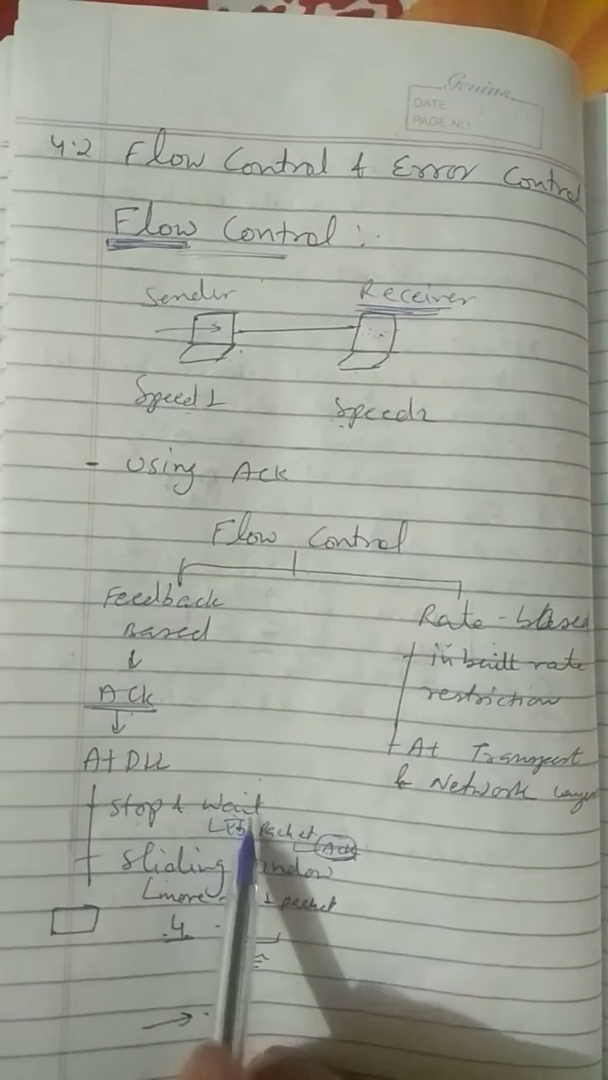 Genius
DATE
PAGE NO.
4.2 Flow Control & Error Control
Flow Control :-
Sender Receiver
Speed 1 Speed 2
- Using Ack
Flow Control
Feedback Based
Rate-based
ACK
+ inbuilt rate restriction
At DLL
+ At Transport & Network layer
+ Stop & Wait
Packet
Ack
+ Sliding Window
more 1 packet
4